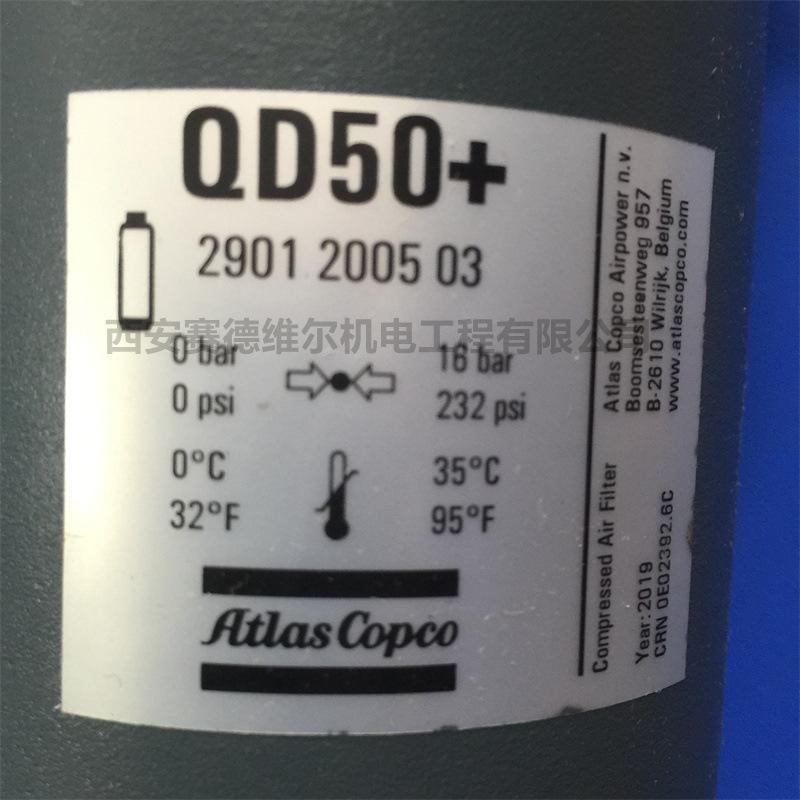 QD50+
2901 2005 03
西安赛德维尔机电工程有限公司
0 bar
16 bar
0 psi
232 psi
0°C
35°C
32°F
95°F
Atlas Copco
Compressed Air Filter
Year: 2019
CRN 0E02392.6C
Atlas Copco Airpower n.v.
Boomsesteenweg 957
B-2610 Wilrijk, Belgium
www.atlascopco.com